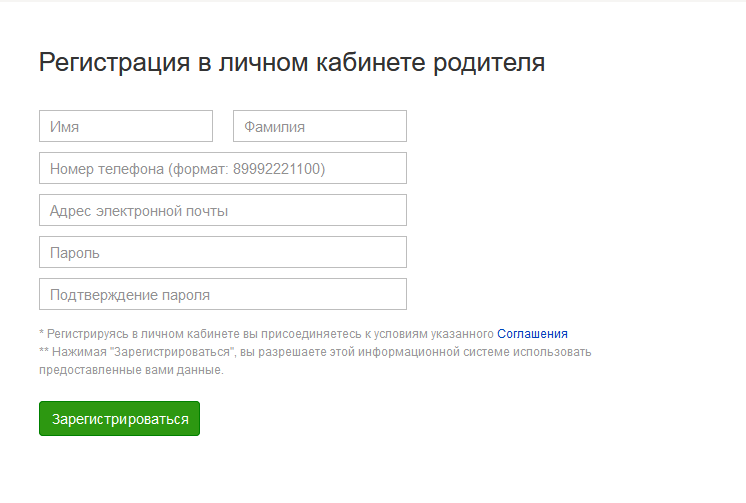 Регистрация в личном кабинете родителя
Имя Фамилия
Номер телефона (формат: 89992221100)
Адрес электронной почты
Пароль
Подтверждение пароля
* Регистрируясь в личном кабинете вы присоединяетесь к условиям указанного Соглашения
** Нажимая "Зарегистрироваться", вы разрешаете этой информационной системе использовать
предоставленные вами данные.
Зарегистрироваться